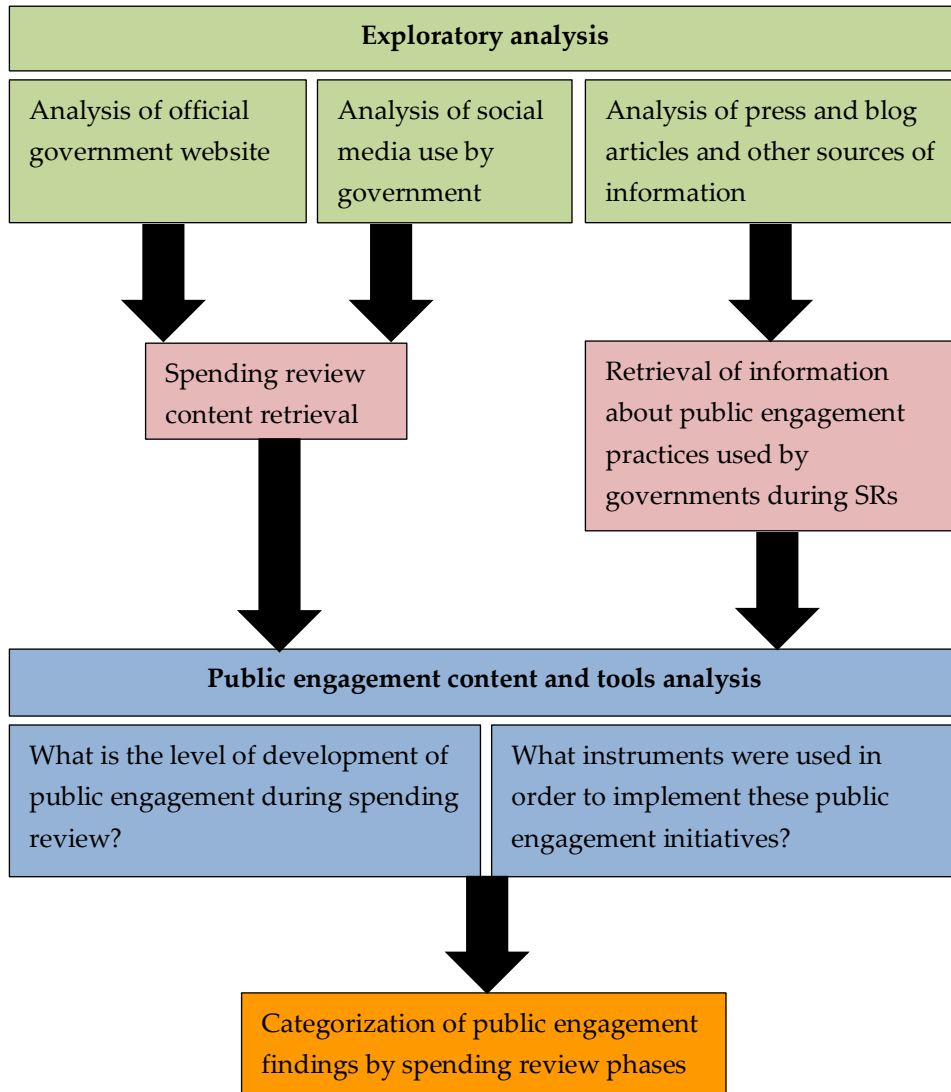 Exploratory analysis
Analysis of official
government website
Analysis of social
media use by
government
Analysis of press and blog
articles and other sources of
information
Spending review
content retrieval
Retrieval of information
about public engagement
practices used by
governments during SRs
Public engagement content and tools analysis
What is the level of development of
public engagement during spending
review?
What instruments were used in
order to implement these public
engagement initiatives?
Categorization of public engagement
findings by spending review phases